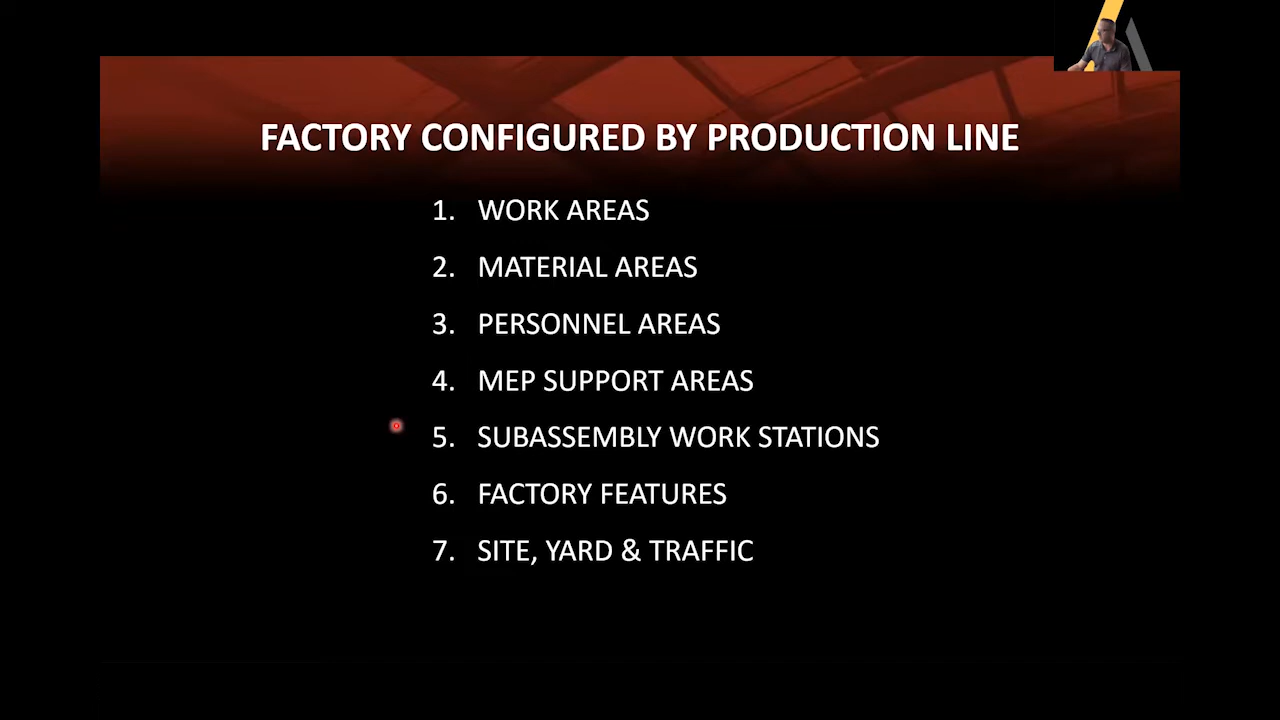 FACTORY CONFIGURED BY PRODUCTION LINE
1. WORK AREAS
2. MATERIAL AREAS
3. PERSONNEL AREAS
4. MEP SUPPORT AREAS
5. SUBASSEMBLY WORK STATIONS
6. FACTORY FEATURES
7. SITE, YARD & TRAFFIC